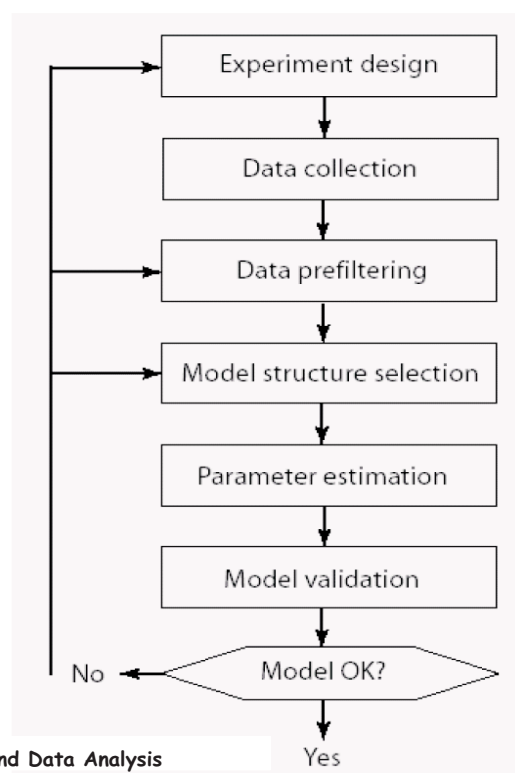 Experiment design
Data collection
Data prefiltering
Model structure selection
Parameter estimation
Model validation
Model OK?
No
Yes
nd Data Analysis